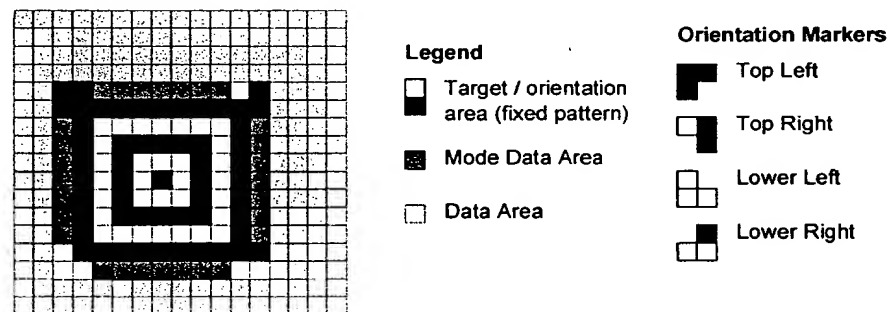 Legend
Target / orientation
area (fixed pattern)
Mode Data Area
Data Area
Orientation Markers
Top Left
Top Right
Lower Left
Lower Right